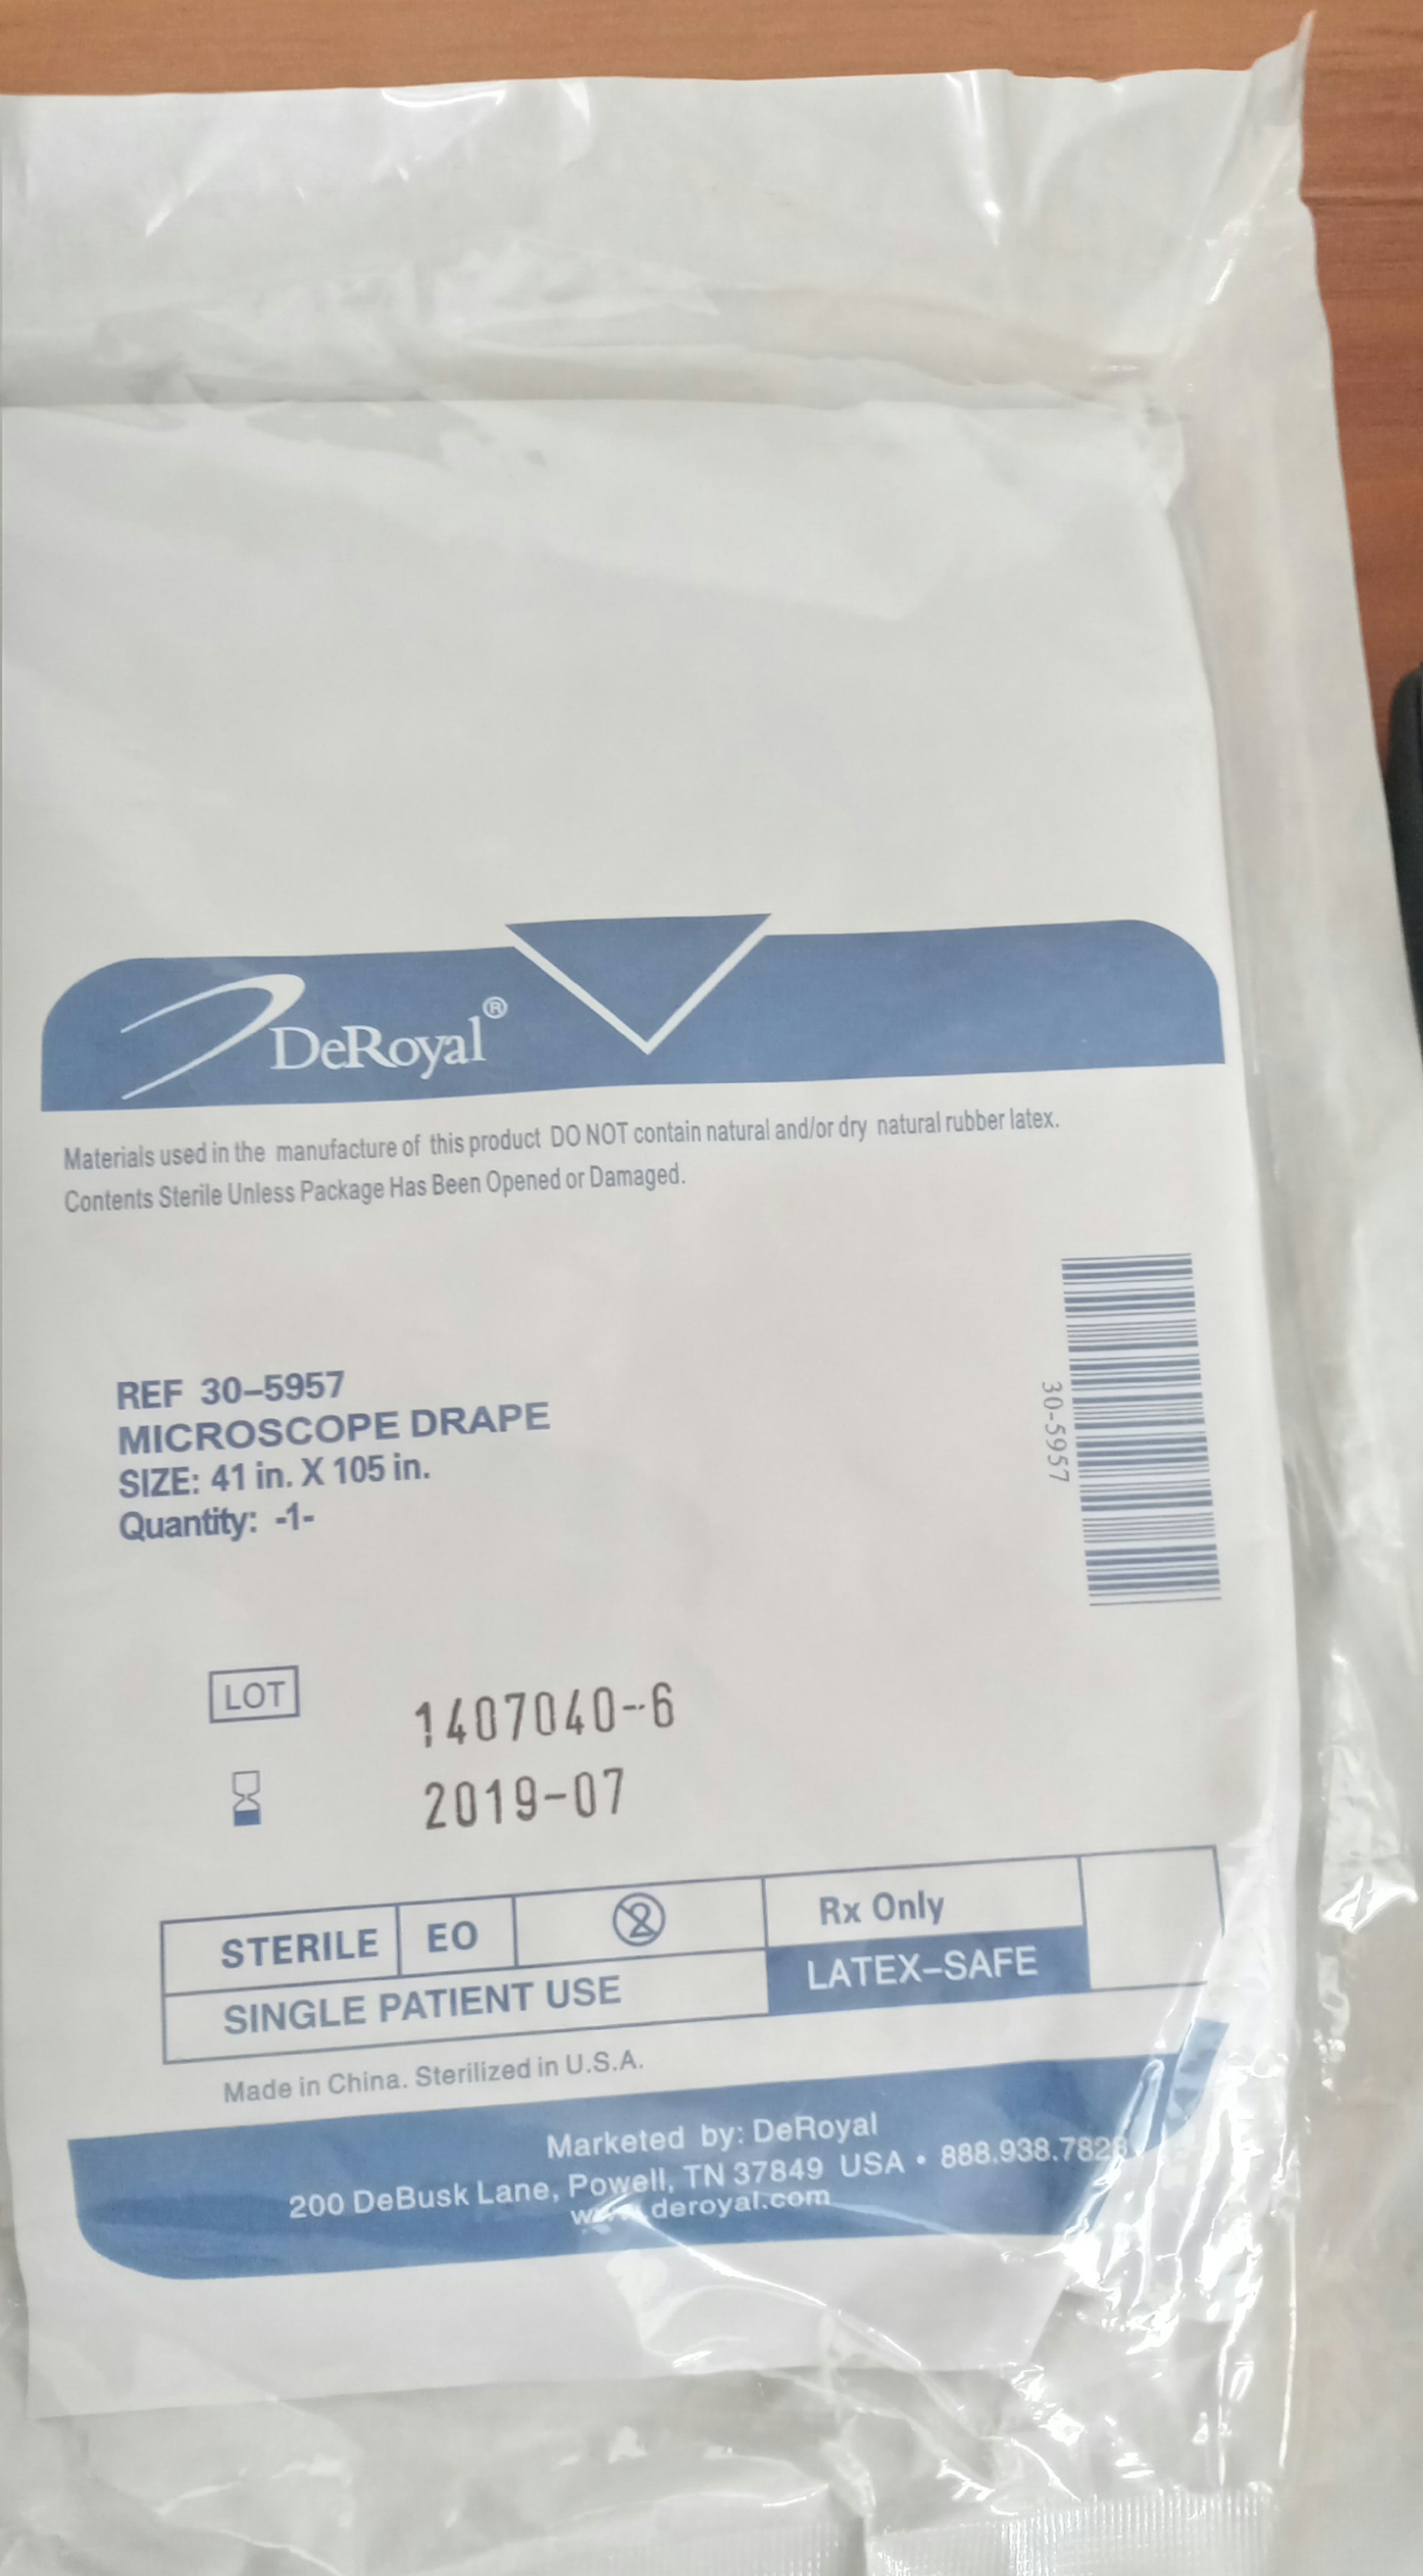 DeRoyal®
Materials used in the manufacture of this product DO NOT contain natural and/or dry natural rubber latex.
Contents Sterile Unless Package Has Been Opened or Damaged.
REF 30-5957
MICROSCOPE DRAPE
SIZE: 41 in. X 105 in.
Quantity: -1-
30-5957
LOT 1407040-6
2019-07
STERILE EO 2 Rx Only
SINGLE PATIENT USE LATEX-SAFE
Made in China. Sterilized in U.S.A.
Marketed by: DeRoyal
200 DeBusk Lane, Powell, TN 37849 USA • 888.938.7828
www.deroyal.com